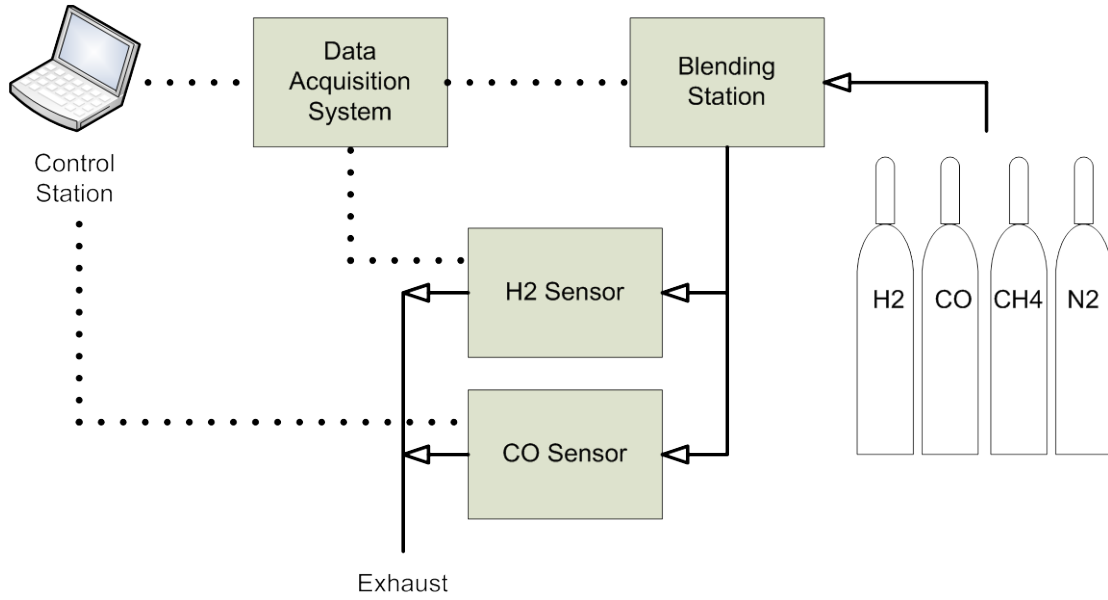 Data
Acquisition
System
Blending
Station
Control
Station
H2 Sensor
H2
CO
CH4
N2
CO Sensor
Exhaust